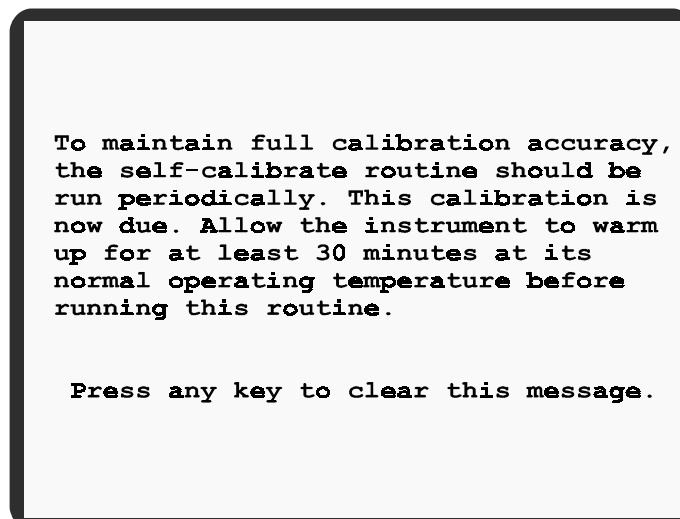 To maintain full calibration accuracy,
the self-calibrate routine should be
run periodically. This calibration is
now due. Allow the instrument to warm
up for at least 30 minutes at its
normal operating temperature before
running this routine.
Press any key to clear this message.